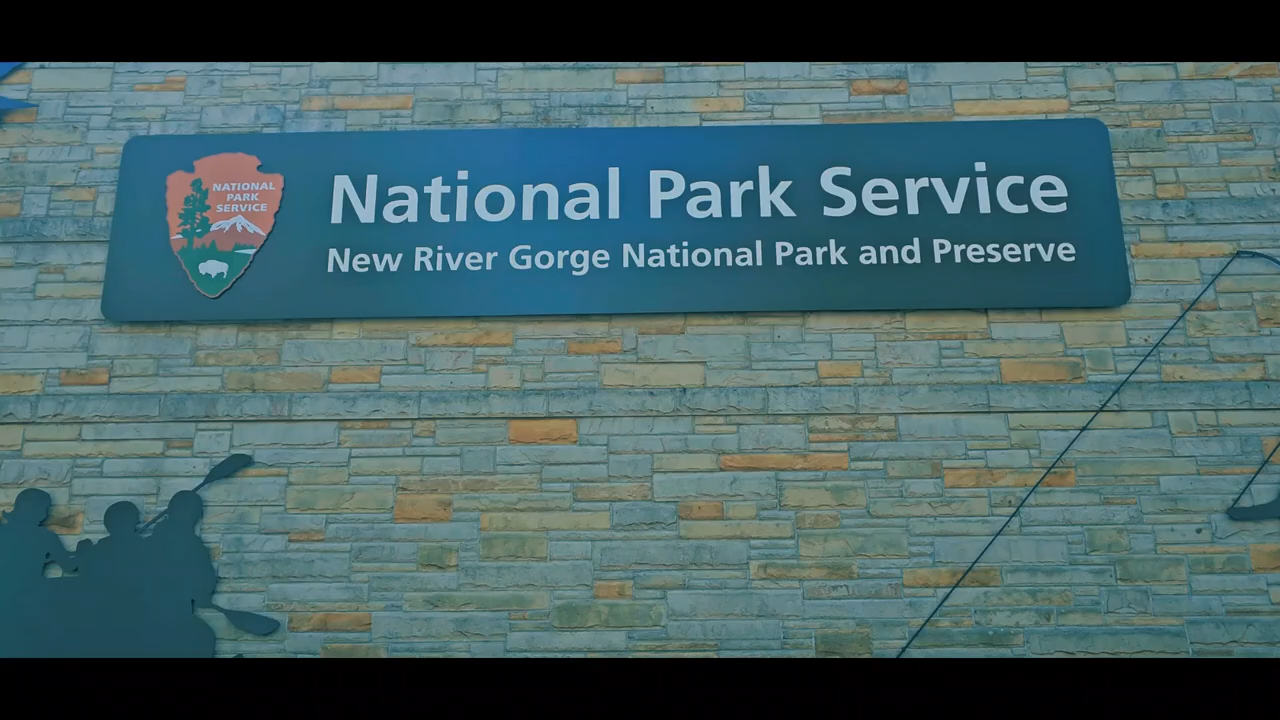 NATIONAL
PARK
SERVICE
National Park Service
New River Gorge National Park and Preserve